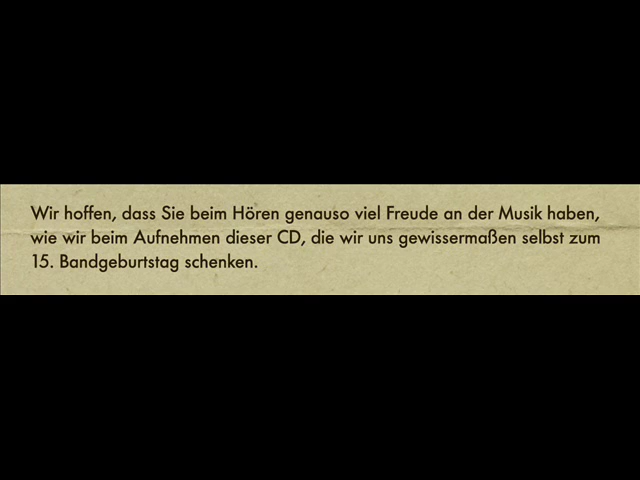 Wir hoffen, dass Sie beim Hören genauso viel Freude an der Musik haben,
wie wir beim Aufnehmen dieser CD, die wir uns gewissermaßen selbst zum
15. Bandgeburtstag schenken.